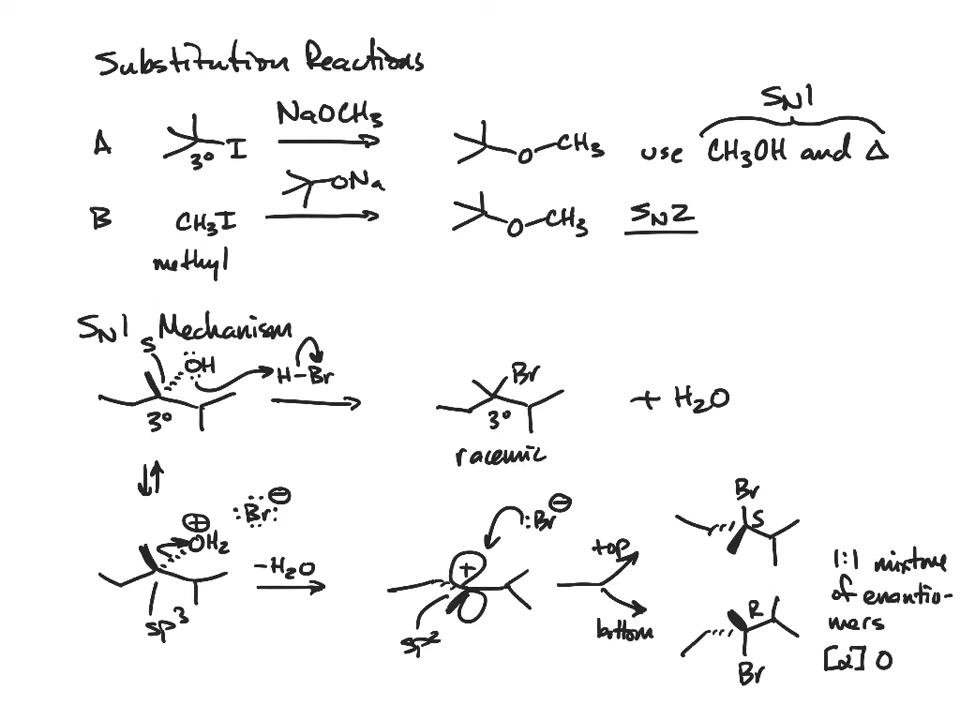 Substitution Reactions
SN1
NaOCH3
A 3° I O CH3 use CH3OH and Δ
ONa
B CH3I O CH3 SN2
methyl
SN1 Mechanism
S OH H-Br Br
3° 3° + H2O
racemic
⊕ OH2 :Br: ⊖ :Br ⊖ Br S
-H2O + top 1:1 mixture
sp3 sp2 bottom R of enantio-
mers
Br [α] 0